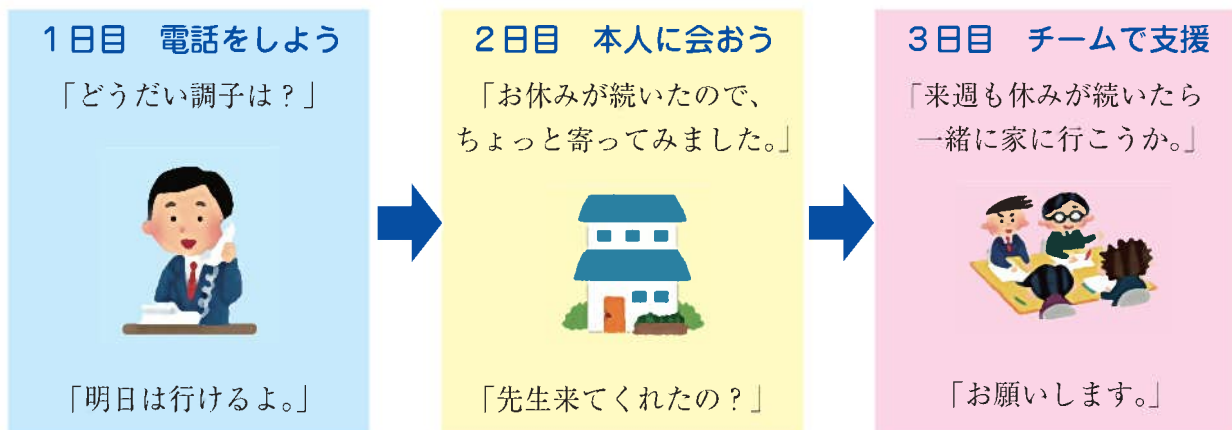 1日目　電話をしよう
「どうだい調子は？」
「明日は行けるよ。」
2日目　本人に会おう
「お休みが続いたので、
ちょっと寄ってみました。」
「先生来てくれたの？」
3日目　チームで支援
「来週も休みが続いたら
一緒に家に行こうか。」
「お願いします。」